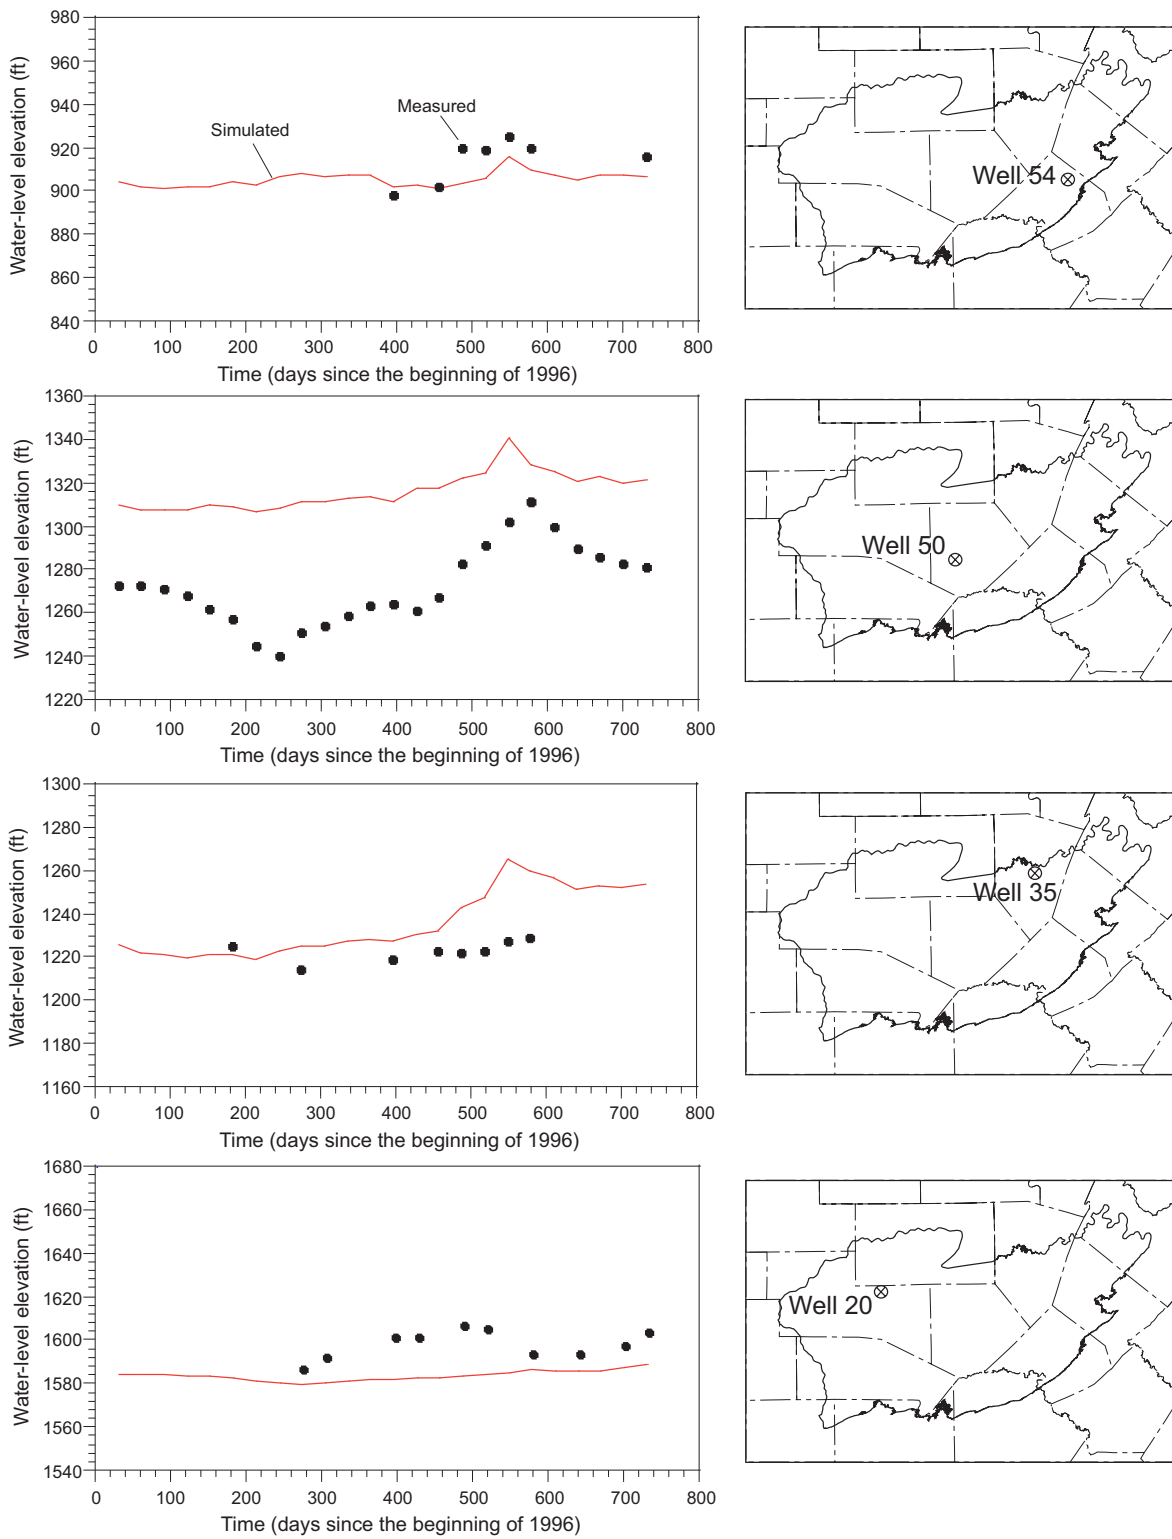 980
960
940
920
900
880
860
840
Water-level elevation (ft)
Simulated
Measured
0 100 200 300 400 500 600 700 800
Time (days since the beginning of 1996)
Well 54
1360
1340
1320
1300
1280
1260
1240
1220
Water-level elevation (ft)
0 100 200 300 400 500 600 700 800
Time (days since the beginning of 1996)
Well 50
1300
1280
1260
1240
1220
1200
1180
1160
Water-level elevation (ft)
0 100 200 300 400 500 600 700 800
Time (days since the beginning of 1996)
Well 35
1680
1660
1640
1620
1600
1580
1560
1540
Water-level elevation (ft)
0 100 200 300 400 500 600 700 800
Time (days since the beginning of 1996)
Well 20